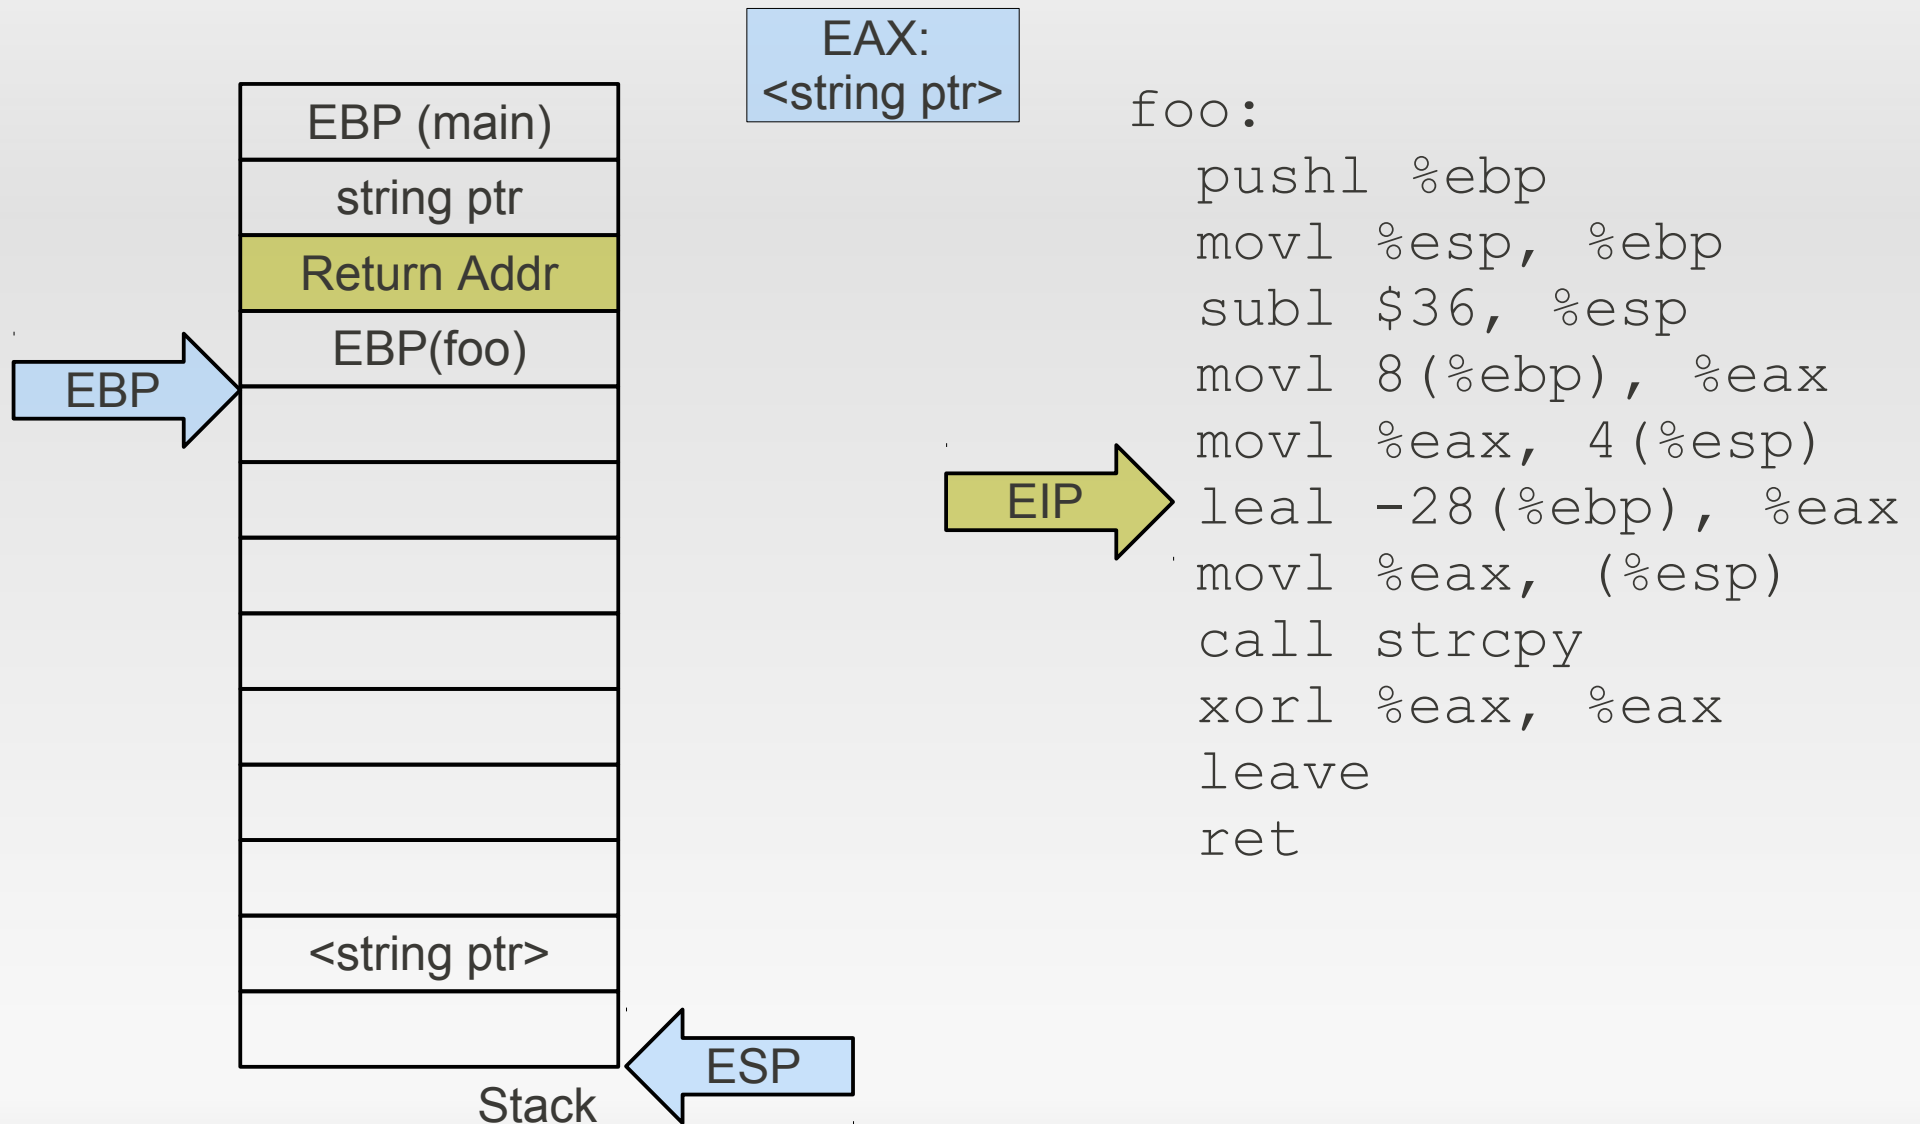 EAX:
<string ptr>
EBP (main)
string ptr
Return Addr
EBP(foo)
<string ptr>
EBP
ESP
Stack
EIP
foo:
pushl %ebp
movl %esp, %ebp
subl $36, %esp
movl 8(%ebp), %eax
movl %eax, 4(%esp)
leal -28(%ebp), %eax
movl %eax, (%esp)
call strcpy
xorl %eax, %eax
leave
ret